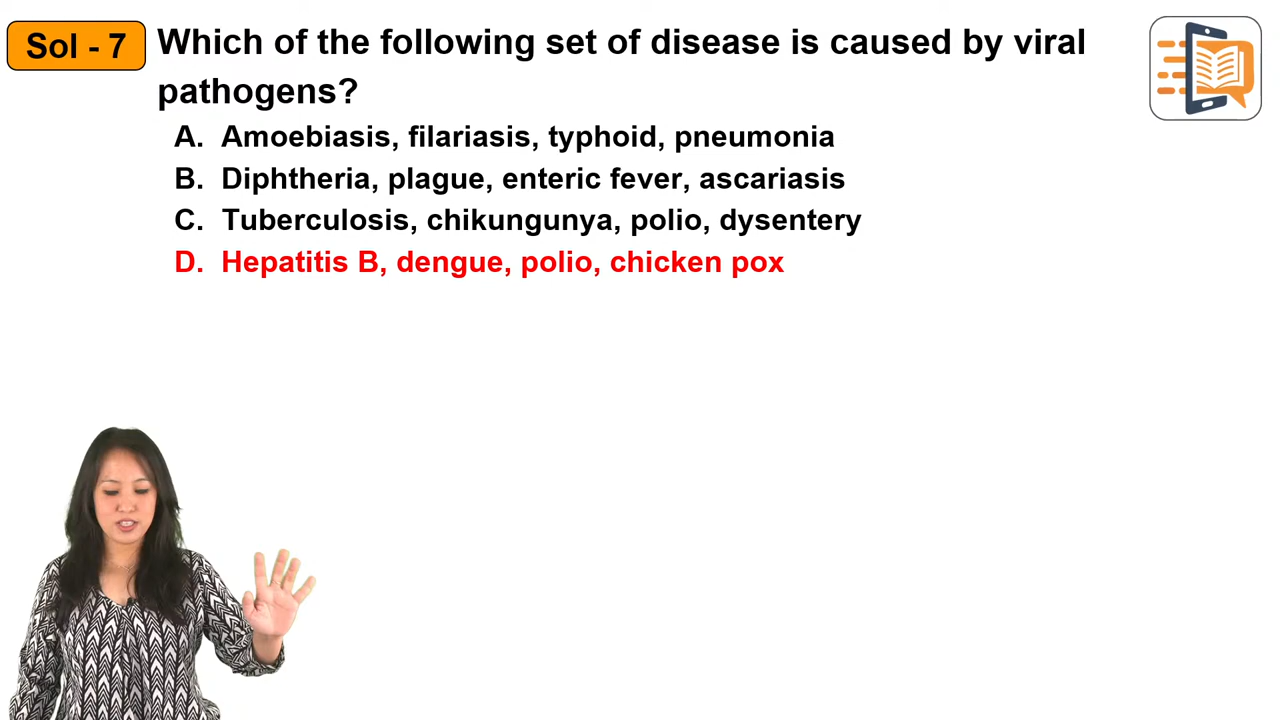 Sol - 7
Which of the following set of disease is caused by viral
pathogens?
A. Amoebiasis, filariasis, typhoid, pneumonia
B. Diphtheria, plague, enteric fever, ascariasis
C. Tuberculosis, chikungunya, polio, dysentery
D. Hepatitis B, dengue, polio, chicken pox